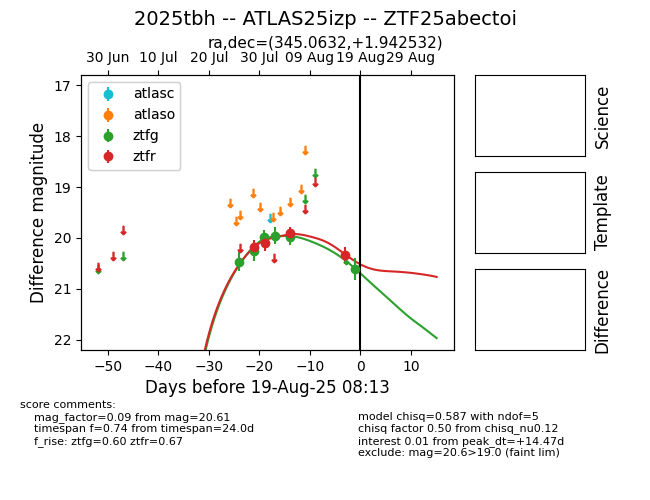 2025tbh -- ATLAS25izp -- ZTF25abectoi
ra,dec=(345.0632,+1.942532)
30 Jun 10 Jul 20 Jul 30 Jul 09 Aug 19 Aug 29 Aug
17
18
19
20
21
22
Difference magnitude
atlasc
atlaso
ztfg
ztfr
−50 −40 −30 −20 −10 0 10
Days before 19-Aug-25 08:13
Science
Template
Difference
score comments:
mag_factor=0.09 from mag=20.61
timespan f=0.74 from timespan=24.0d
f_rise: ztfg=0.60 ztfr=0.67
model chisq=0.587 with ndof=5
chisq factor 0.50 from chisq_nu0.12
interest 0.01 from peak_dt=+14.47d
exclude: mag=20.6>19.0 (faint lim)